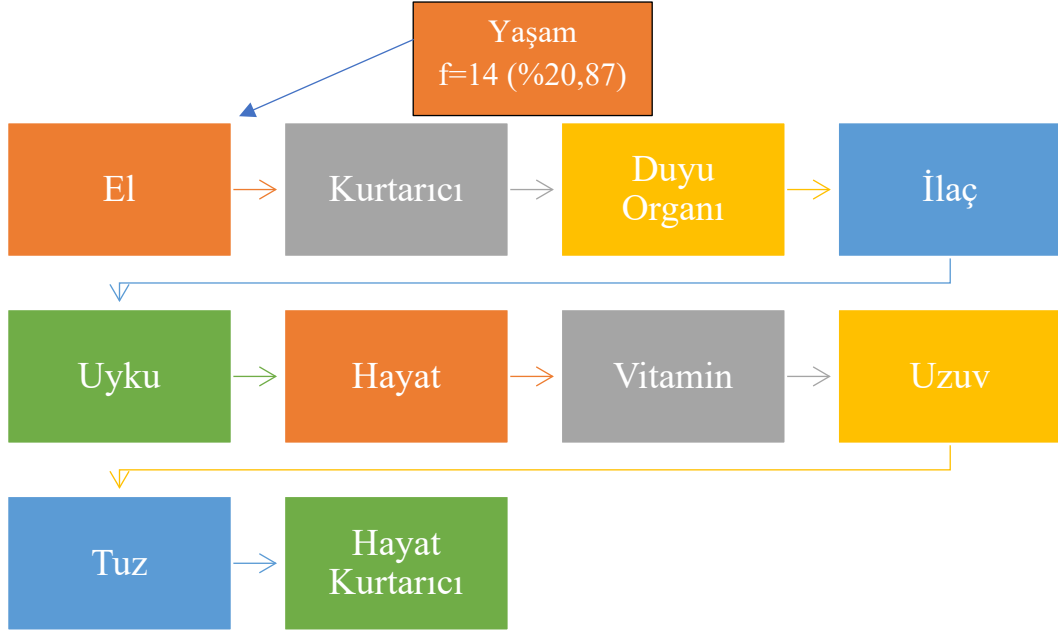 Yaşam
f=14 (%20,87)
El
Kurtarıcı
Duyu
Organı
İlaç
Uyku
Hayat
Vitamin
Uzuv
Tuz
Hayat
Kurtarıcı